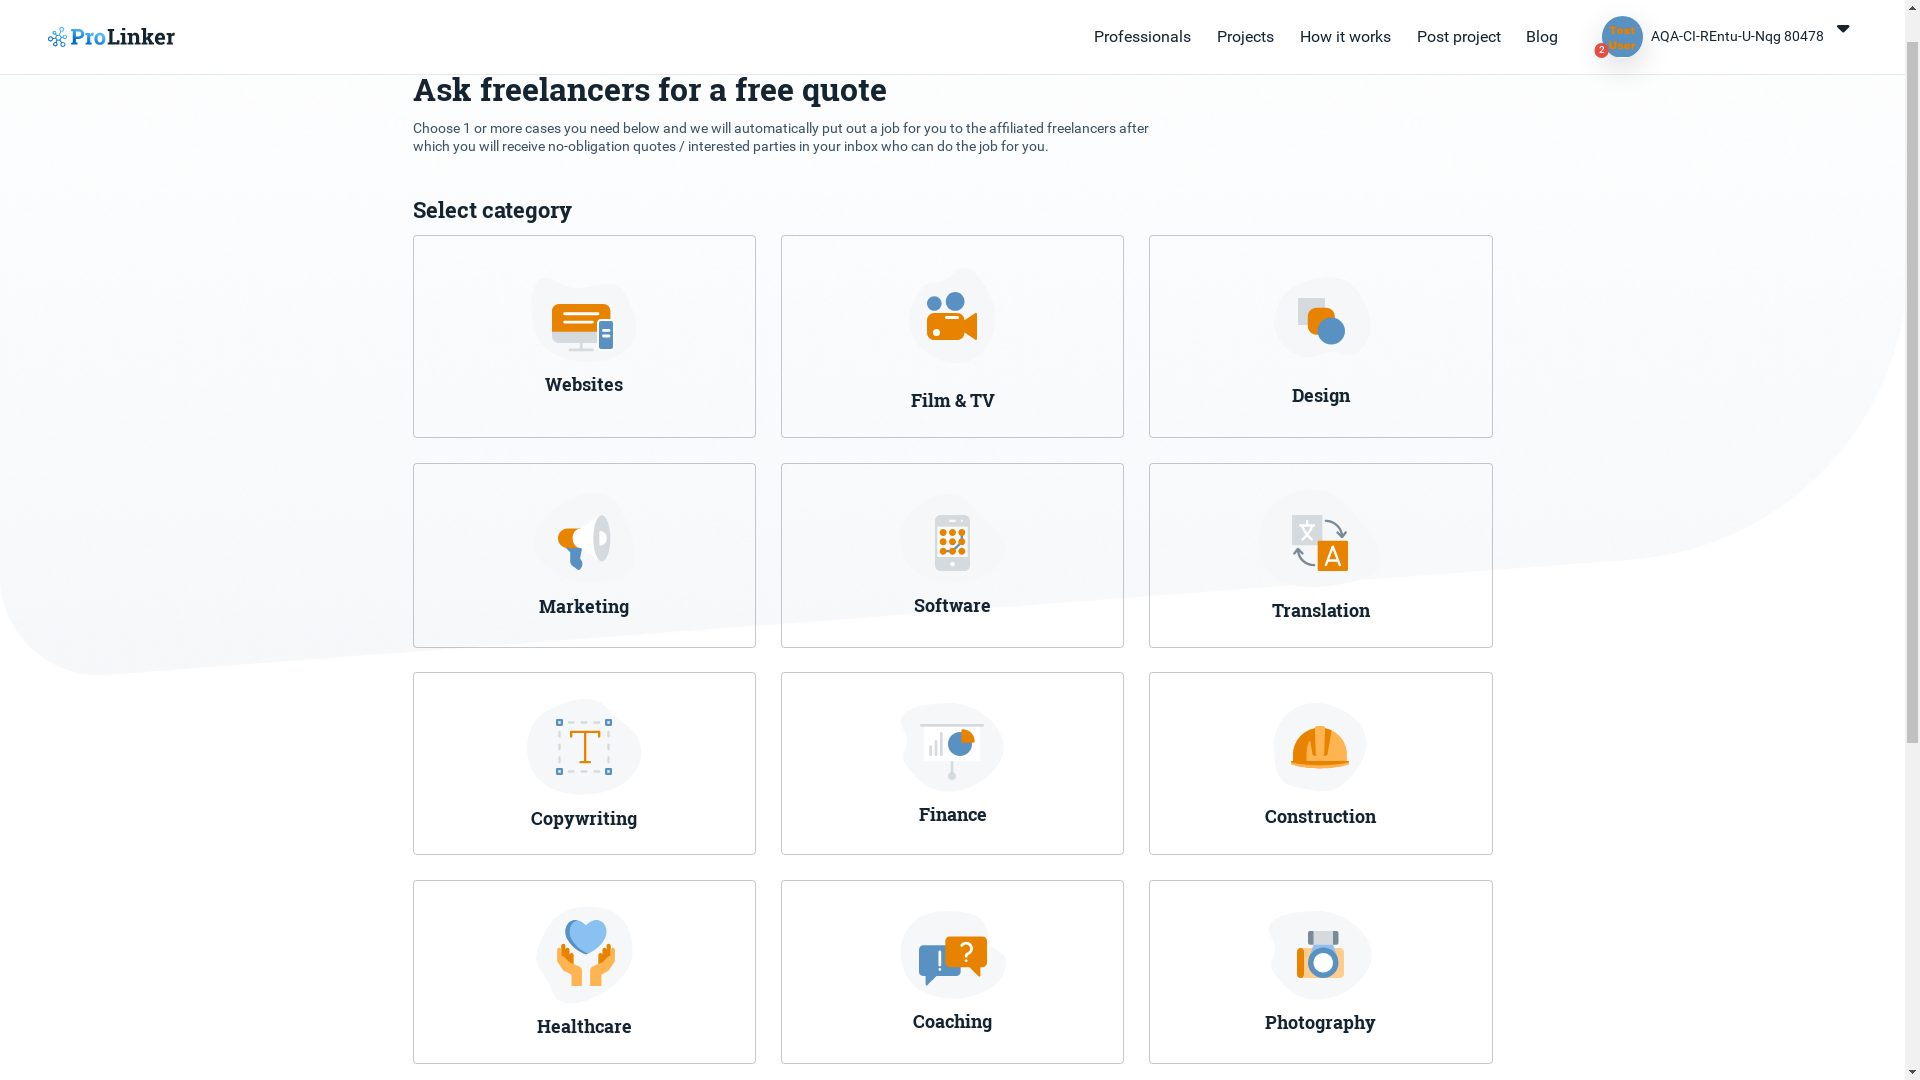 ProLinker
Professionals
Projects
How it works
Post project
Blog
Test
User
2
AQA-CI-REntu-U-Nqg 80478
Ask freelancers for a free quote
Choose 1 or more cases you need below and we will automatically put out a job for you to the affiliated freelancers after
which you will receive no-obligation quotes / interested parties in your inbox who can do the job for you.
Select category
Websites
Film & TV
Design
Marketing
Software
文
A
Translation
T
Copywriting
Finance
Construction
Healthcare
! ?
Coaching
Photography